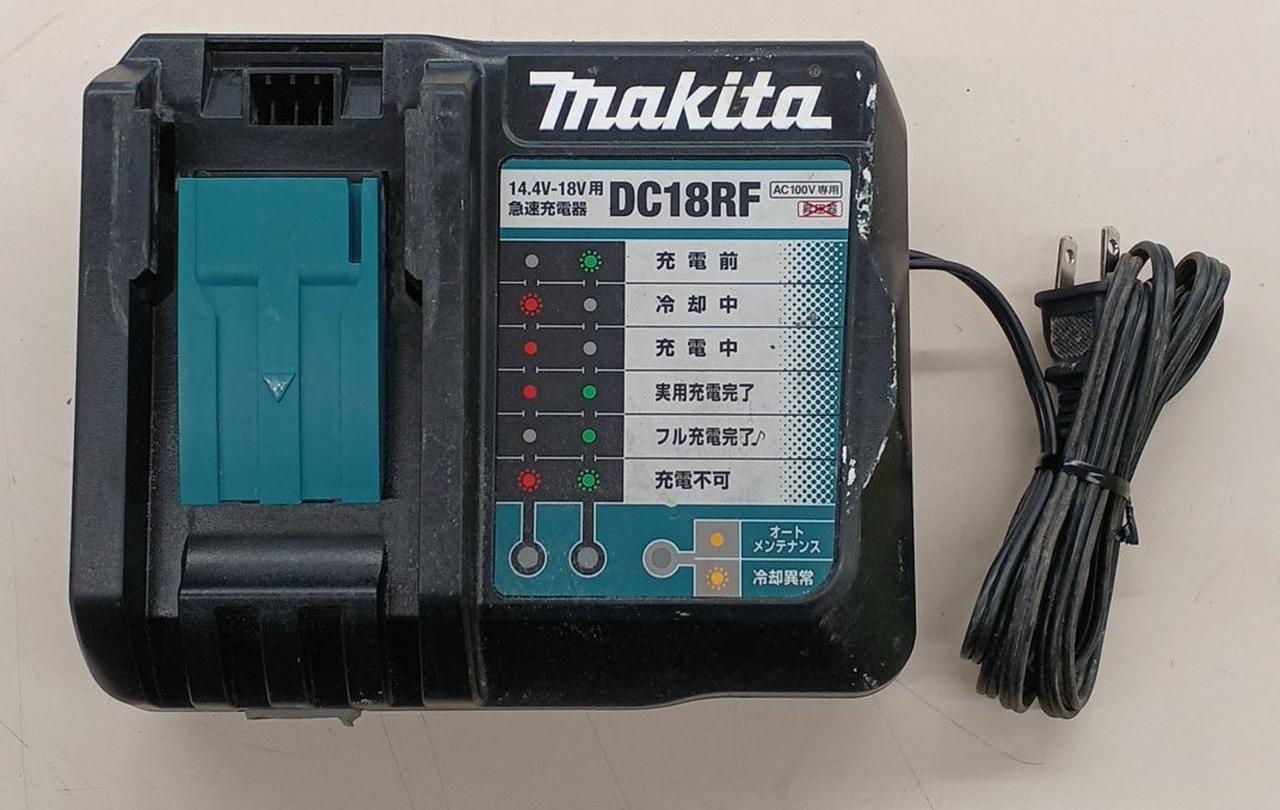 makita
14.4V-18V用
急速充電器
DC18RF
AC100V専用
昇圧器
充電前
冷却中
充電中
実用充電完了
フル充電完了♪
充電不可
オート
メンテナンス
冷却異常